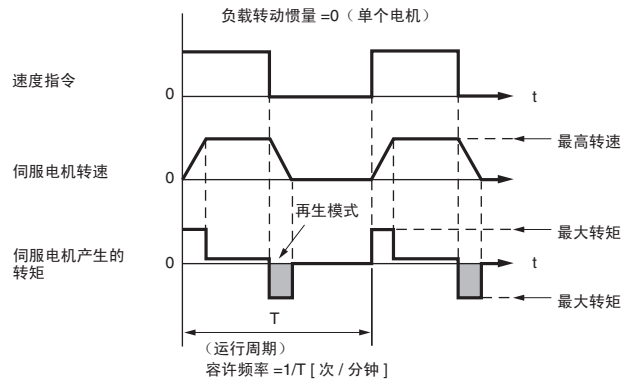 负载转动惯量 =0（单个电机）
速度指令
0
t
最高转速
伺服电机转速
0
再生模式
最大转矩
伺服电机产生的
转矩
0
t
最大转矩
T
（运行周期）
容许频率 =1/T [ 次 / 分钟 ]